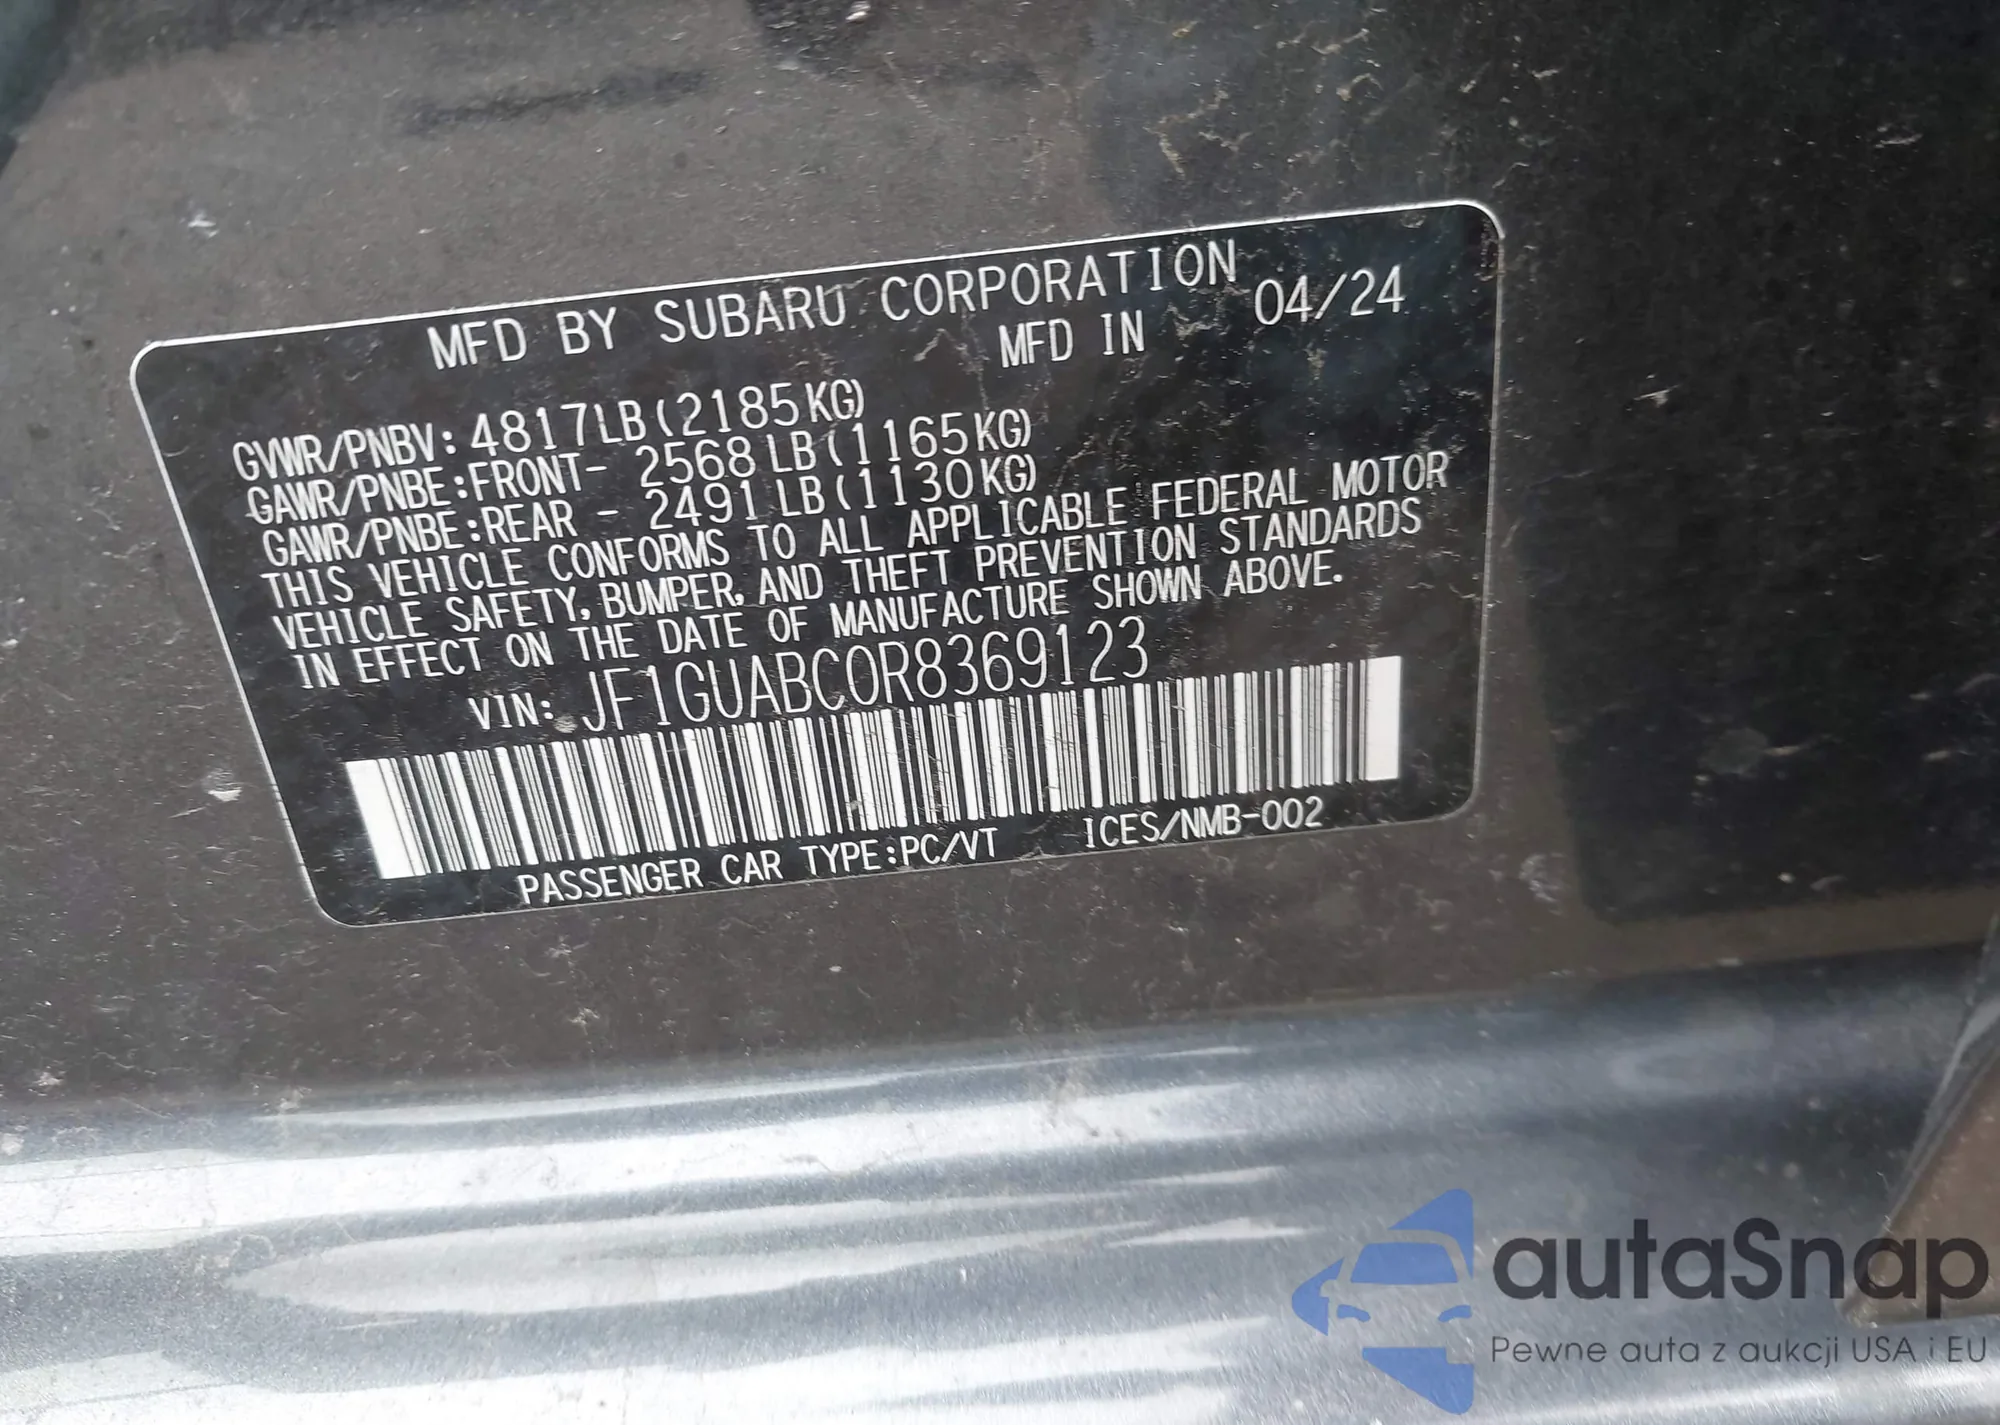 MFD BY SUBARU CORPORATION
MFD IN 04/24
GVWR/PNBV: 4817LB(2185KG)
GAWR/PNBE:FRONT- 2568LB(1165KG)
GAWR/PNBE:REAR - 2491LB(1130KG)
THIS VEHICLE CONFORMS TO ALL APPLICABLE FEDERAL MOTOR
VEHICLE SAFETY, BUMPER, AND THEFT PREVENTION STANDARDS
IN EFFECT ON THE DATE OF MANUFACTURE SHOWN ABOVE.
VIN: JF1GUABC0R8369123
PASSENGER CAR TYPE:PC/VT ICES/NMB-002
autaSnap
Pewne auta z aukcji USA i EU